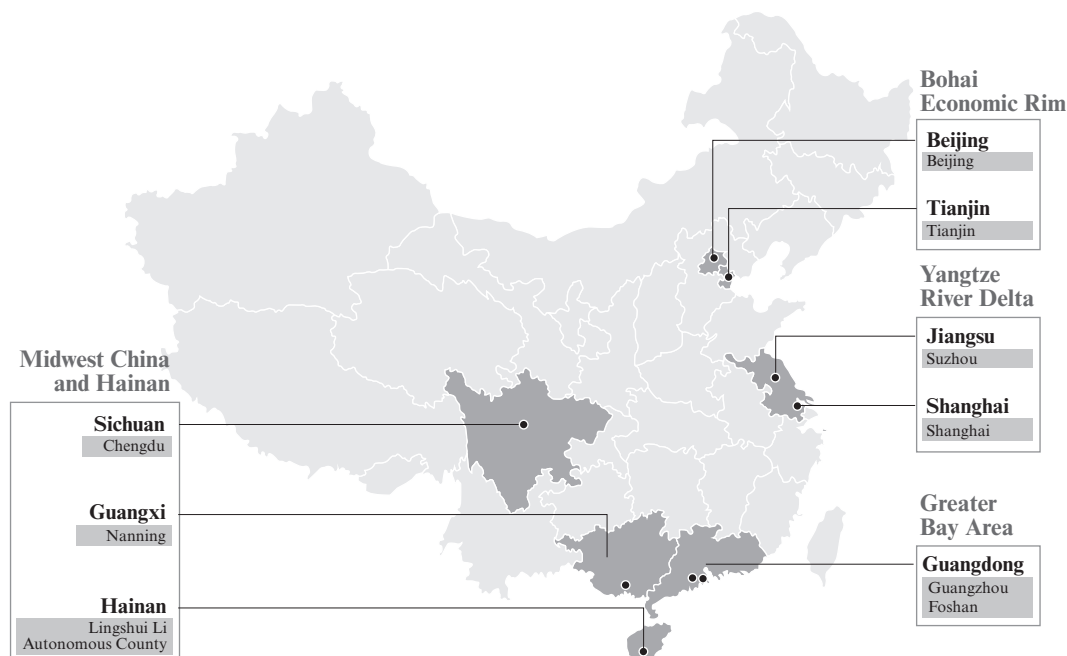 Bohai
Economic Rim
Beijing
Beijing
Tianjin
Tianjin
Yangtze
River Delta
Jiangsu
Suzhou
Shanghai
Shanghai
Greater
Bay Area
Guangdong
Guangzhou
Foshan
Midwest China
and Hainan
Sichuan
Chengdu
Guangxi
Nanning
Hainan
Lingshui Li
Autonomous County